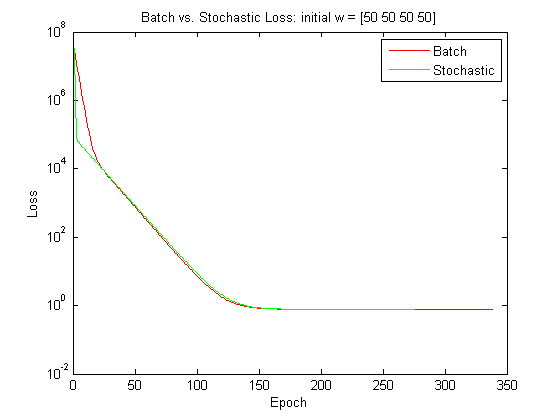 Batch vs. Stochastic Loss: initial w = [50 50 50 50]
10^8
10^6
10^4
10^2
10^0
10^-2
Loss
Batch
Stochastic
0 50 100 150 200 250 300 350
Epoch